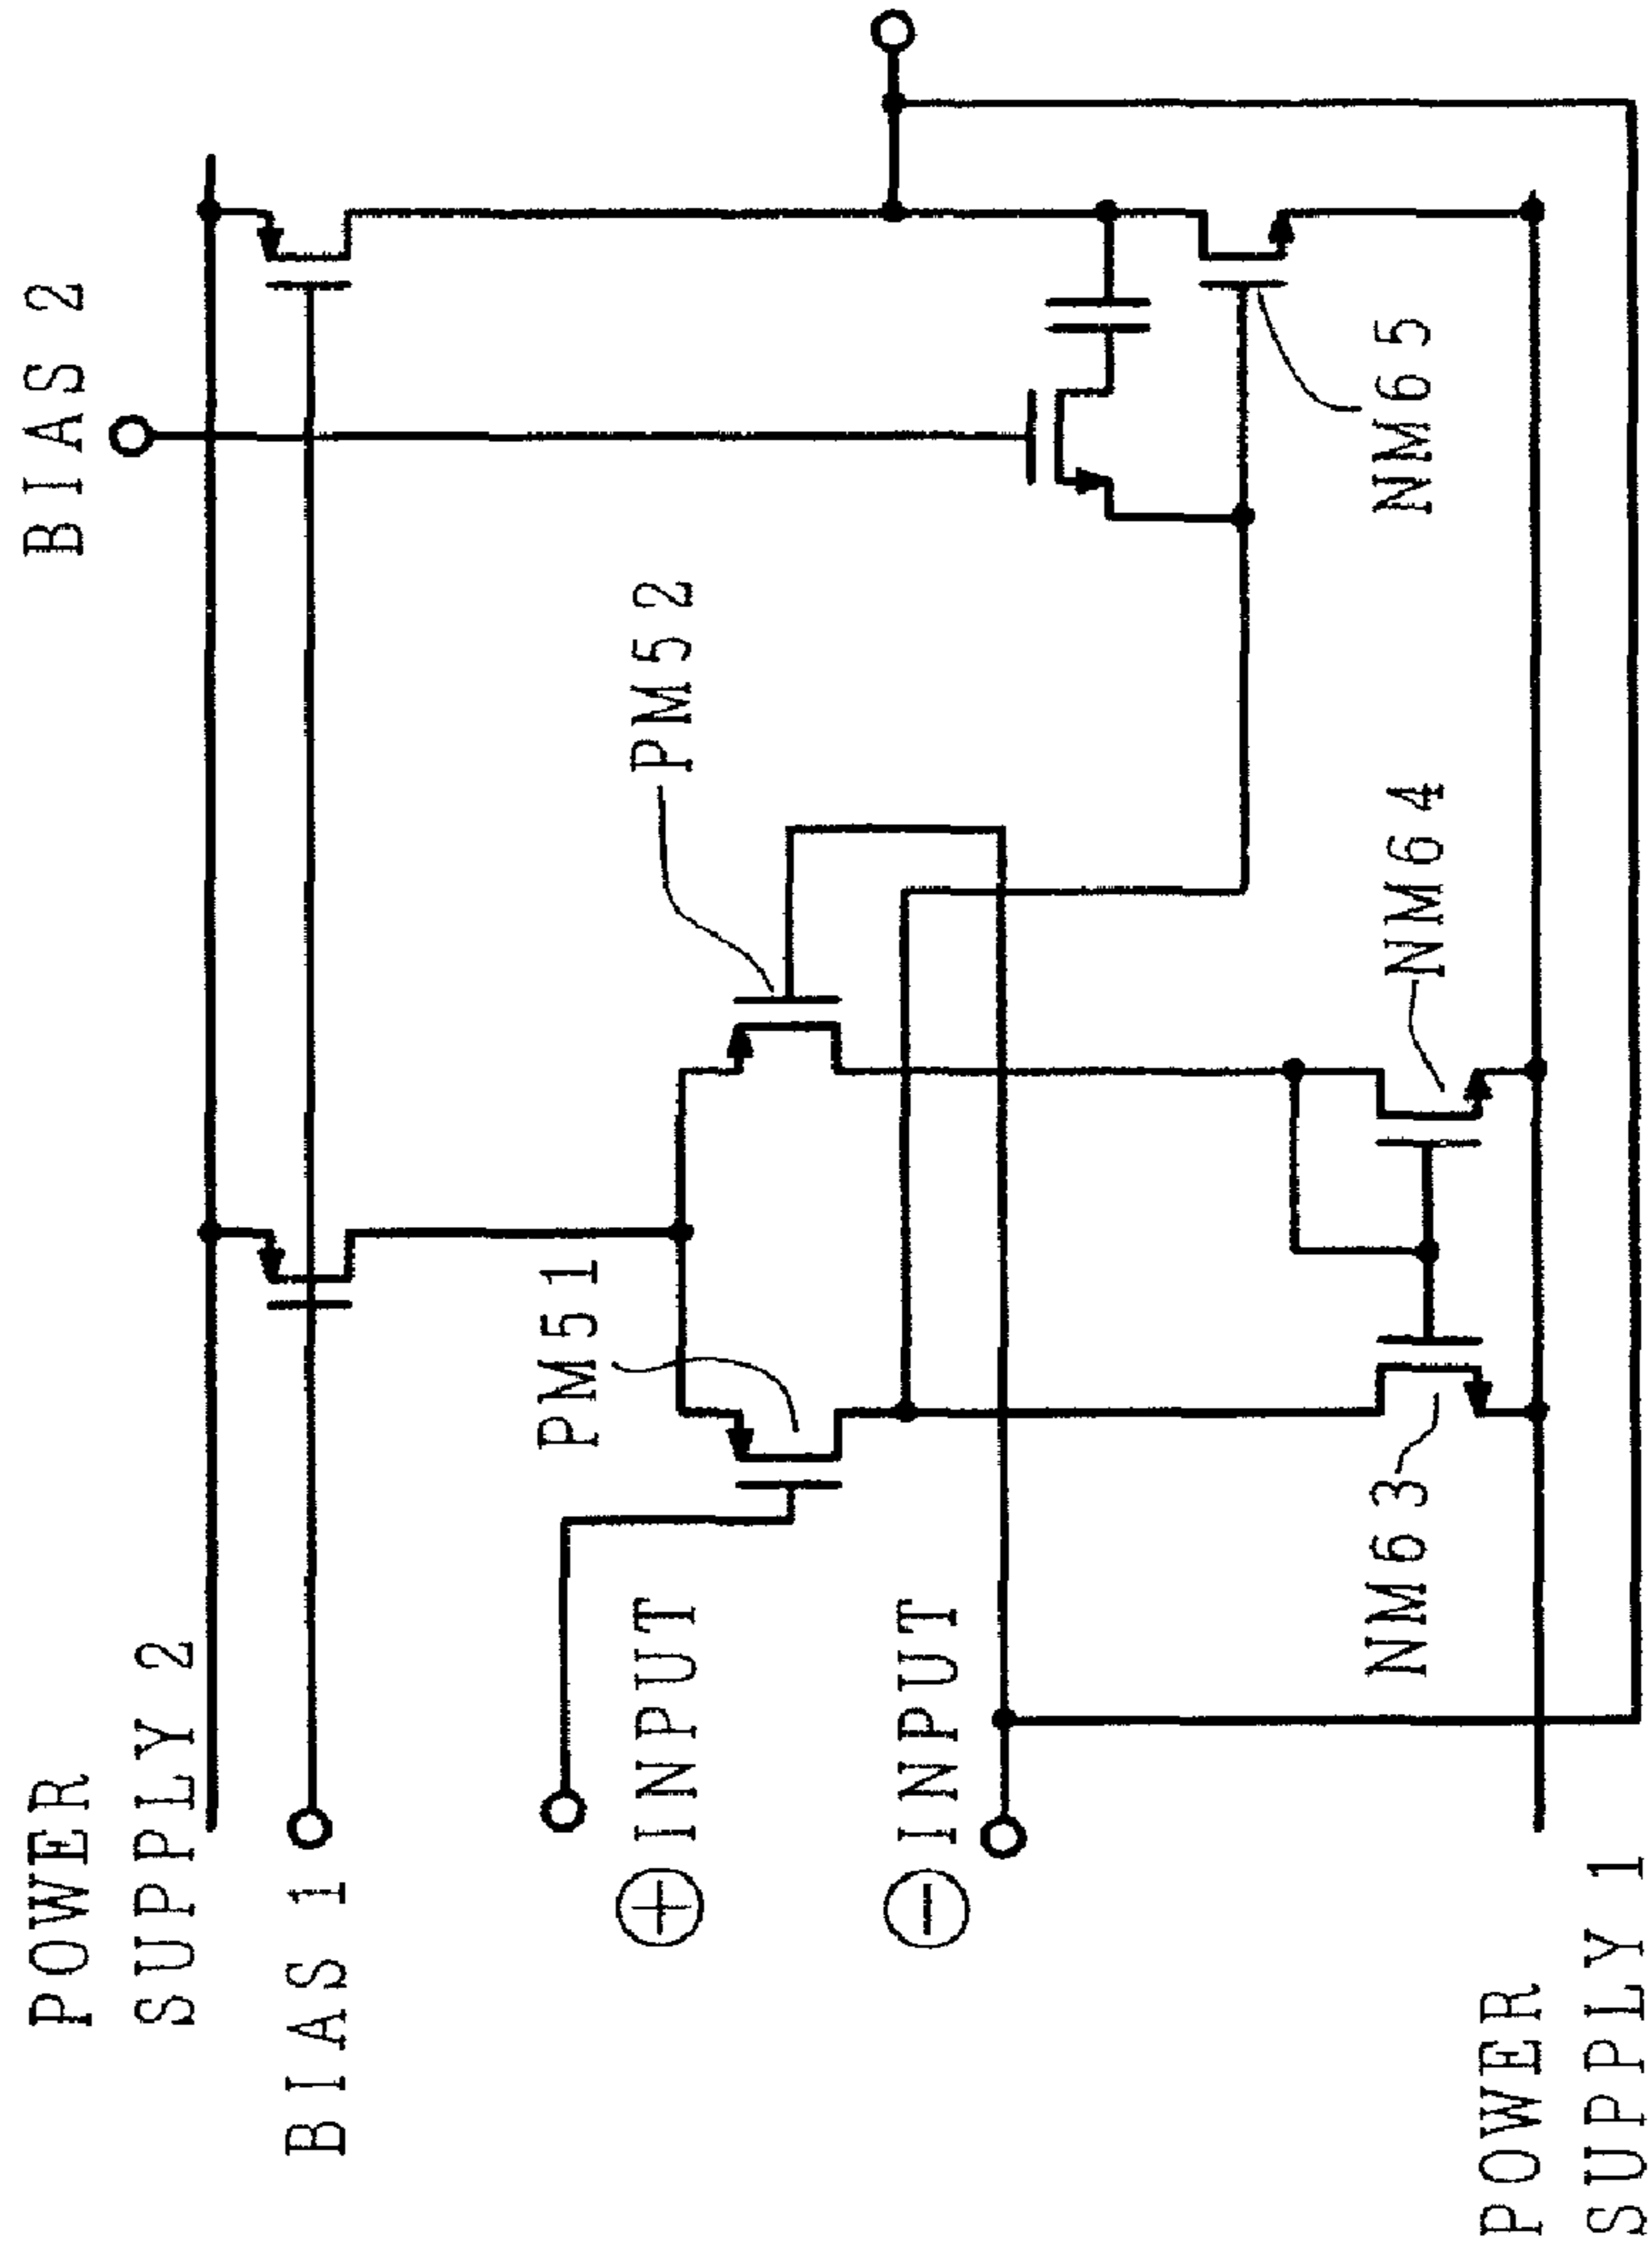 POWER
SUPPLY 2
BIAS 1
BIAS 2
PM51
PM52
⊕INPUT
⊖INPUT
NM63
NM64
NM65
POWER
SUPPLY 1